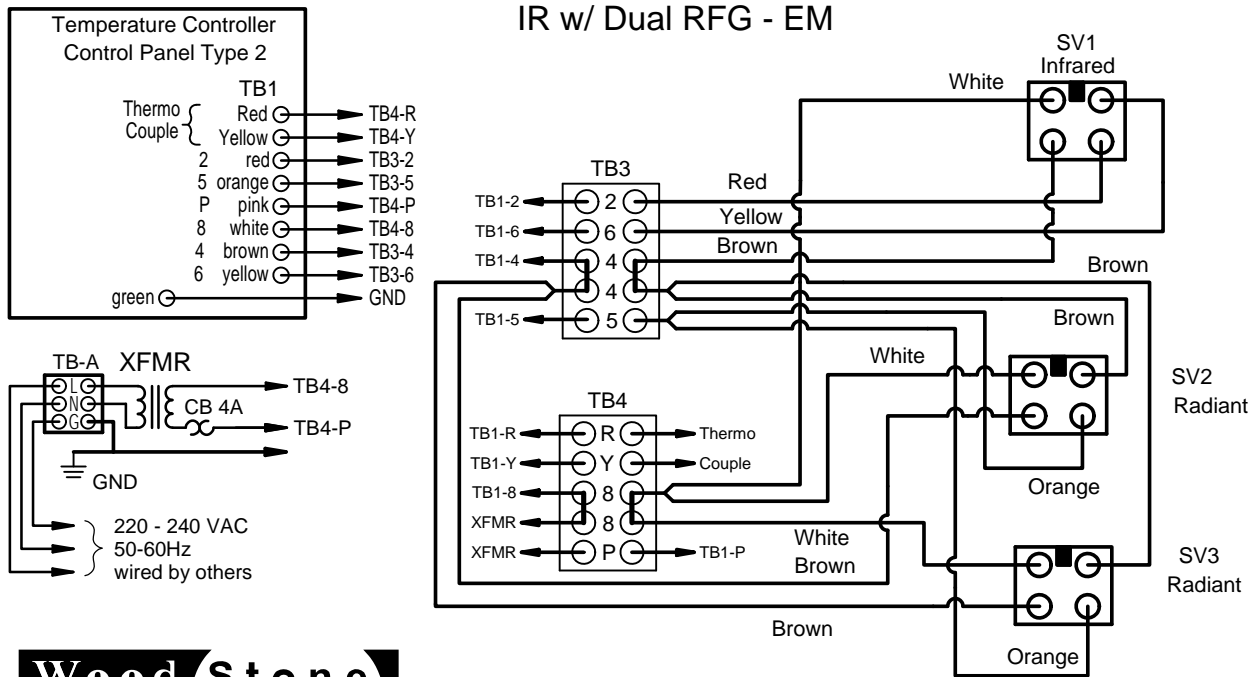 IR w/ Dual RFG - EM
Temperature Controller
Control Panel Type 2
TB1
Thermo
Couple
Red TB4-R
Yellow TB4-Y
2 red TB3-2
5 orange TB3-5
P pink TB4-P
8 white TB4-8
4 brown TB3-4
6 yellow TB3-6
green GND
TB-A XFMR
L
N
G
CB 4A
TB4-8
TB4-P
GND
220 - 240 VAC
50-60Hz
wired by others
TB3
TB1-2 2 Red
TB1-6 6 Yellow
TB1-4 4 Brown
4
TB1-5 5
TB4
TB1-R R Thermo
TB1-Y Y Couple
TB1-8 8
XFMR 8
XFMR P TB1-P
SV1
Infrared
White
Brown
Brown
White
SV2
Radiant
Orange
White
Brown
SV3
Radiant
Brown
Orange
Wood Stone